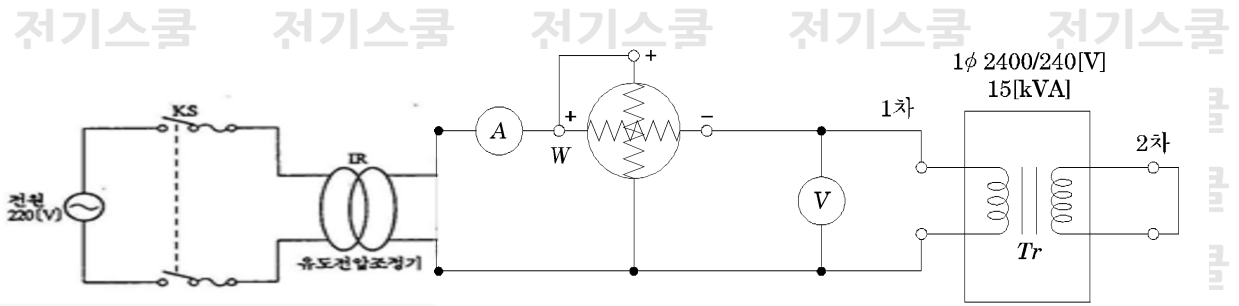 전기스쿨 전기스쿨 전기스쿨 전기스쿨 전기스쿨
1ϕ 2400/240[V]
15[kVA]
KS
1차
A
+
+
−
W
2차
IR
전원
220[V]
V
Tr
유도전압조정기